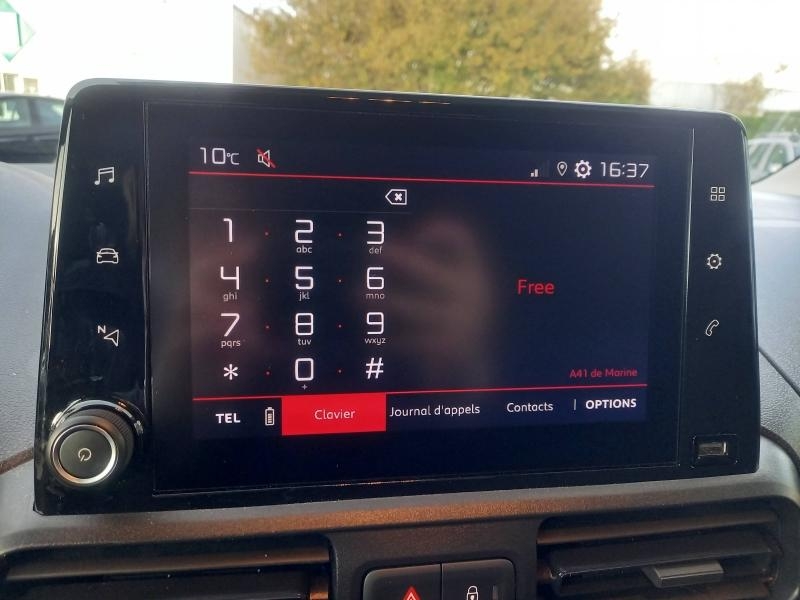 10°C 16:37
1 2 3
abc def
4 5 6
ghi jkl mno
Free
7 8 9
pqrs tuv wxyz
* 0 #
+
A41 de Marine
TEL Clavier Journal d'appels Contacts | OPTIONS
N